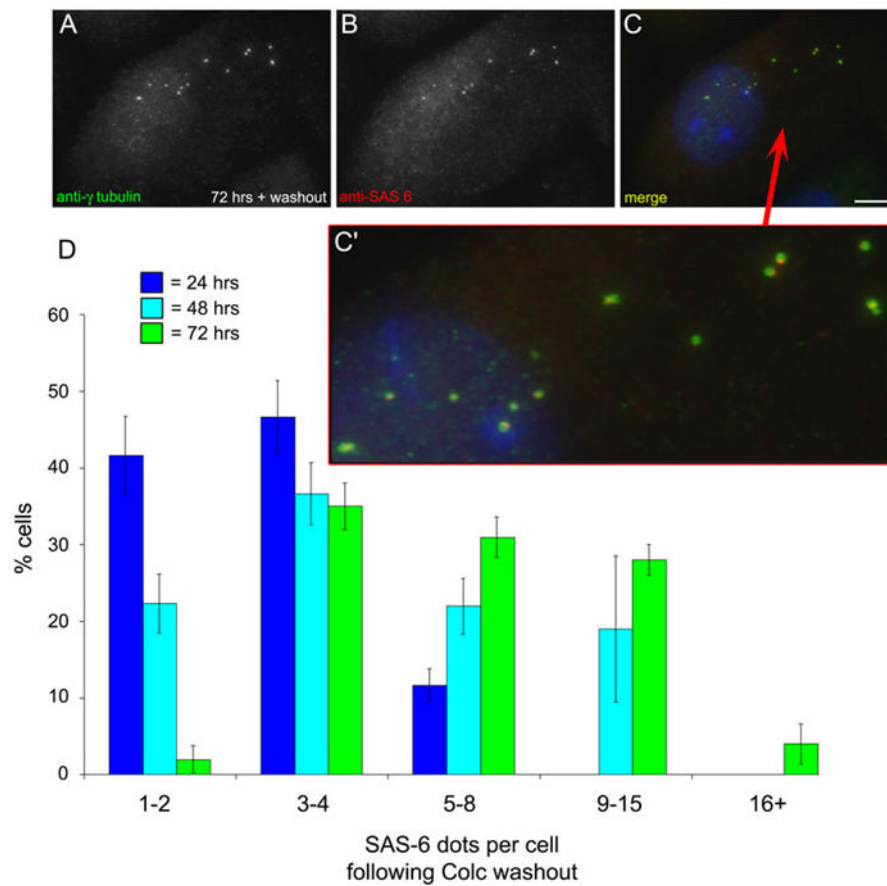 A
B
C
anti-γ tubulin
72 hrs + washout
anti-SAS 6
merge
C'
D
= 24 hrs
= 48 hrs
= 72 hrs
60
50
40
30
20
10
0
% cells
1-2
3-4
5-8
9-15
16+
SAS-6 dots per cell
following Colc washout